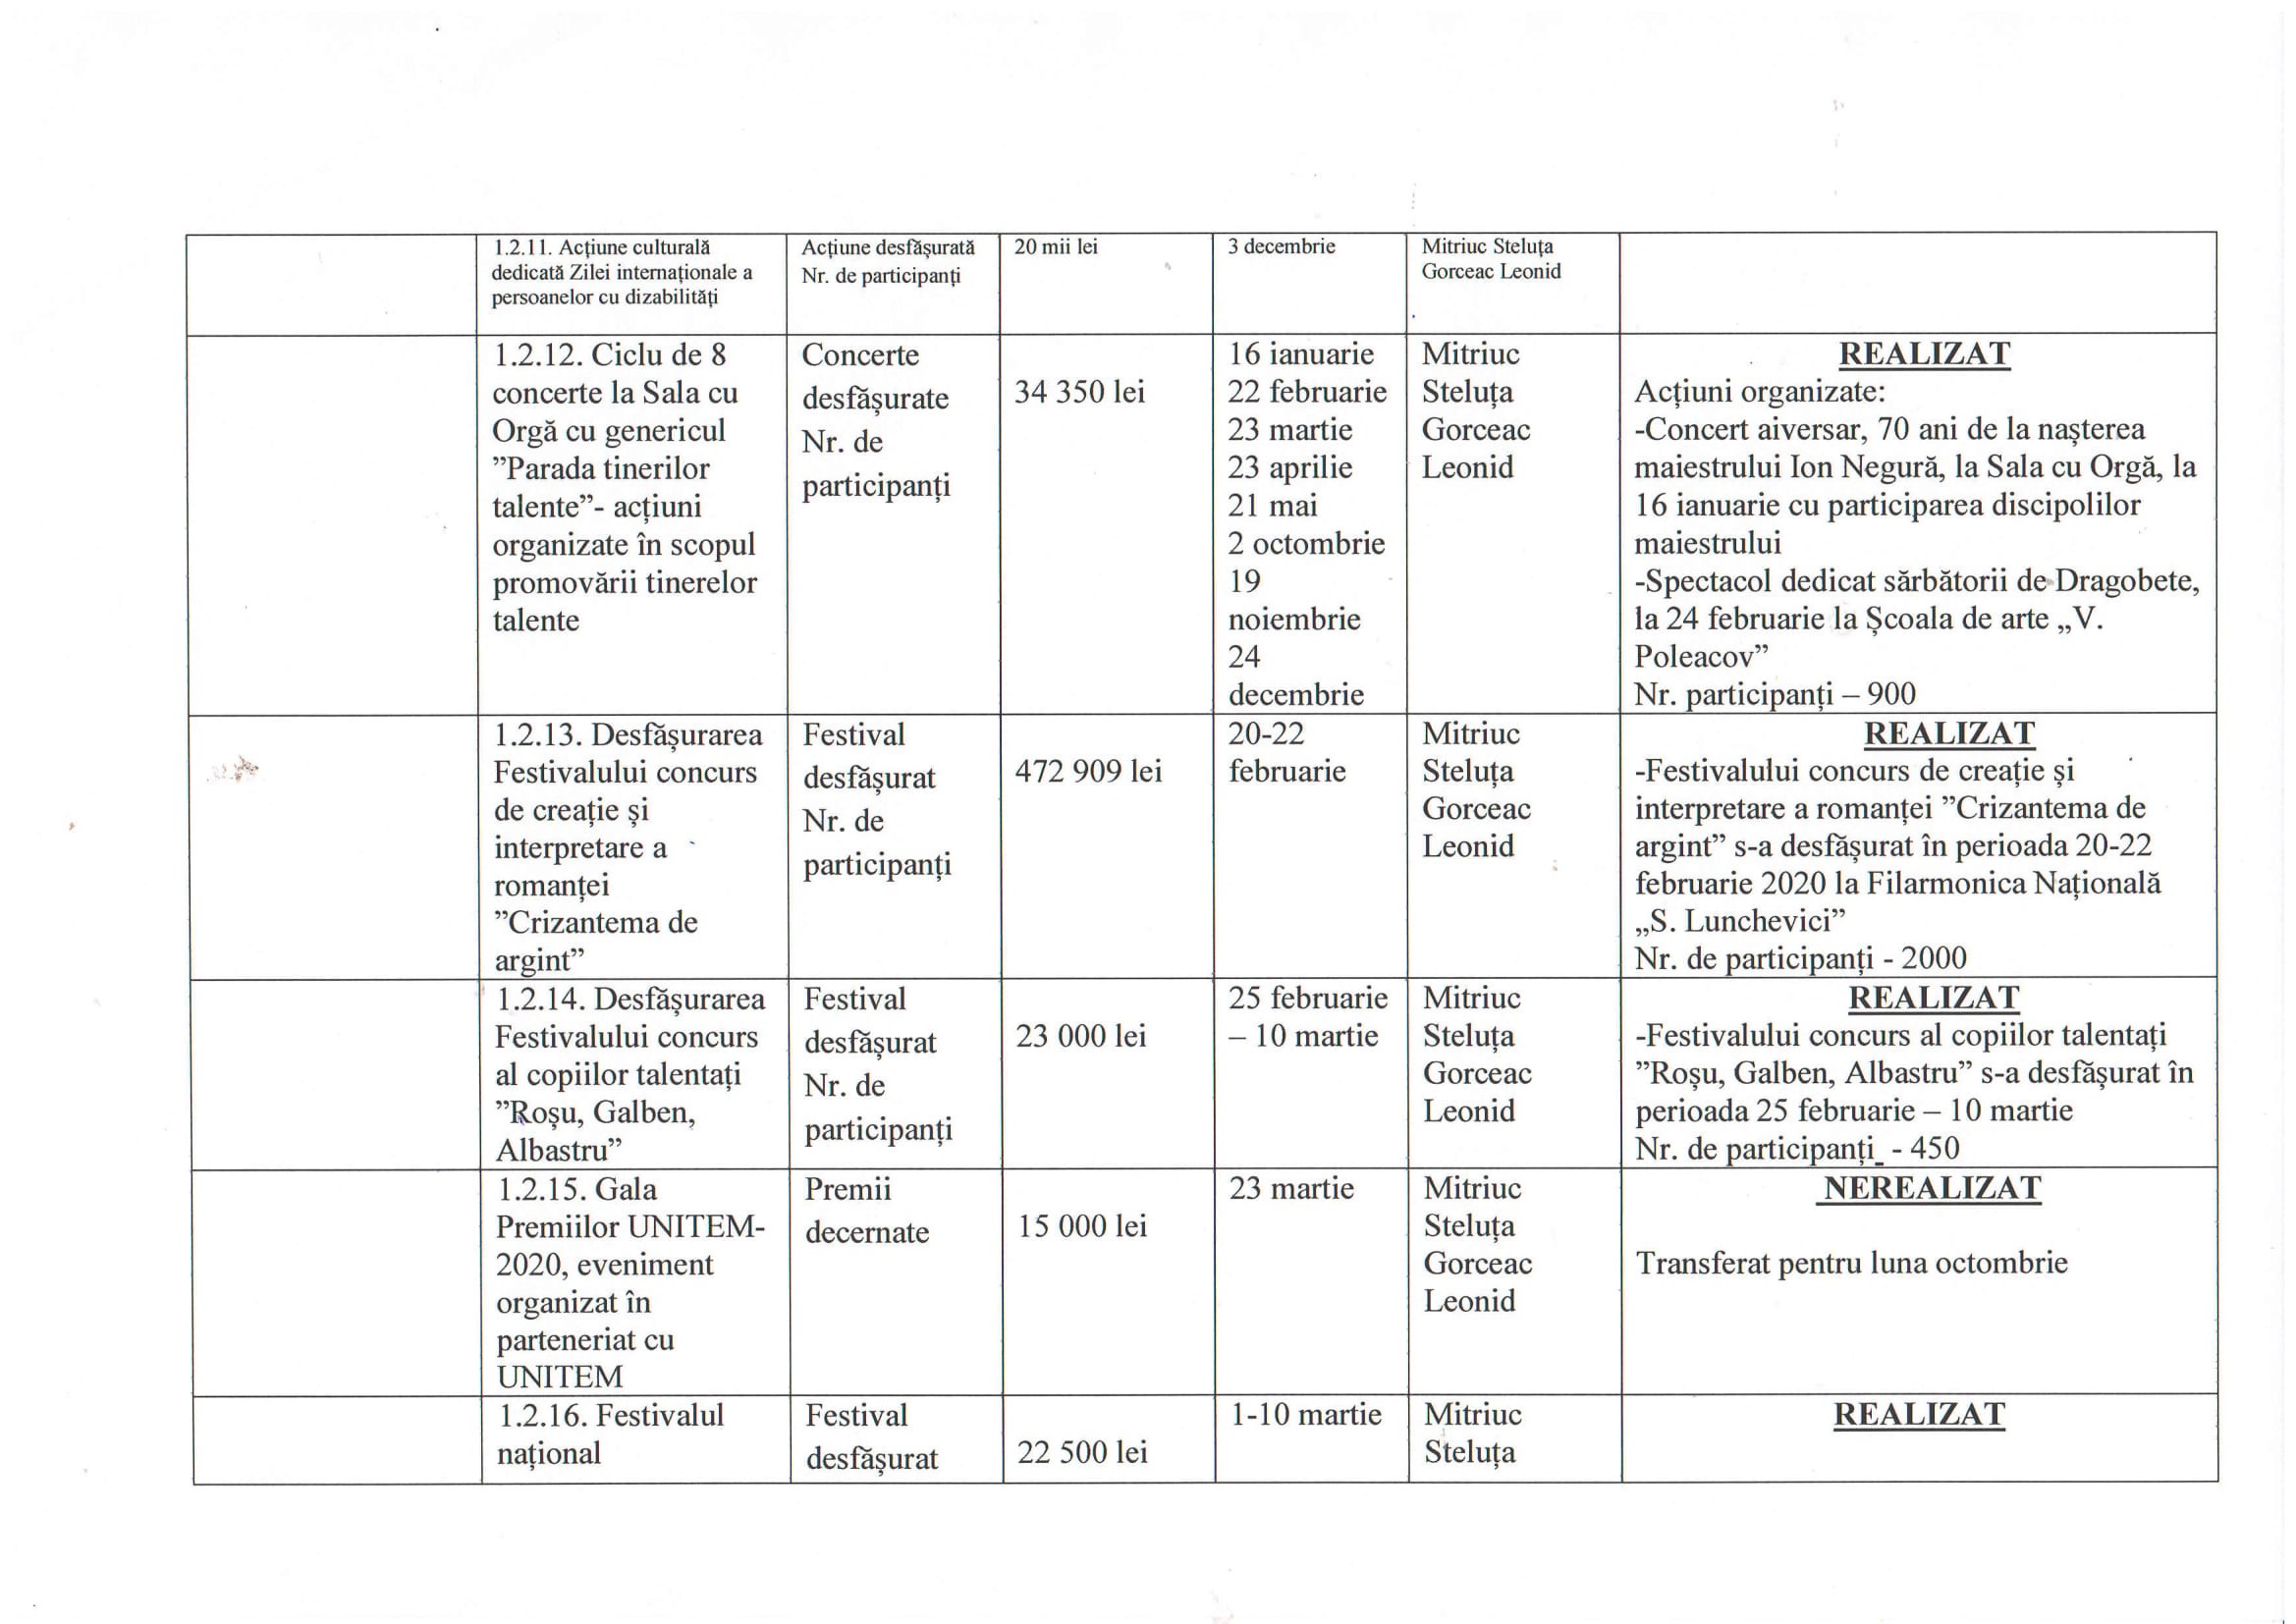 1.2.11. Acțiune culturală
dedicată Zilei internaționale a
persoanelor cu dizabilități
Acțiune desfășurată
Nr. de participanți
20 mii lei
3 decembrie
Mitriuc Steluța
Gorceac Leonid
1.2.12. Ciclu de 8
concerte la Sala cu
Orgă cu genericul
”Parada tinerilor
talente”- acțiuni
organizate în scopul
promovării tinerelor
talente
Concerte
desfășurate
Nr. de
participanți
34 350 lei
16 ianuarie
22 februarie
23 martie
23 aprilie
21 mai
2 octombrie
19
noiembrie
24
decembrie
Mitriuc
Steluța
Gorceac
Leonid
REALIZAT
Acțiuni organizate:
-Concert aiversar, 70 ani de la nașterea
maiestrului Ion Negură, la Sala cu Orgă, la
16 ianuarie cu participarea discipolilor
maiestrului
-Spectacol dedicat sărbătorii de Dragobete,
la 24 februarie la Școala de arte „V.
Poleacov”
Nr. participanți – 900
1.2.13. Desfășurarea
Festivalului concurs
de creație și
interpretare a
romanței
”Crizantema de
argint”
Festival
desfășurat
Nr. de
participanți
472 909 lei
20-22
februarie
Mitriuc
Steluța
Gorceac
Leonid
REALIZAT
-Festivalului concurs de creație și
interpretare a romanței ”Crizantema de
argint” s-a desfășurat în perioada 20-22
februarie 2020 la Filarmonica Națională
„S. Lunchevici”
Nr. de participanți - 2000
1.2.14. Desfășurarea
Festivalului concurs
al copiilor talentați
”Roșu, Galben,
Albastru”
Festival
desfășurat
Nr. de
participanți
23 000 lei
25 februarie
– 10 martie
Mitriuc
Steluța
Gorceac
Leonid
REALIZAT
-Festivalului concurs al copiilor talentați
”Roșu, Galben, Albastru” s-a desfășurat în
perioada 25 februarie – 10 martie
Nr. de participanți - 450
1.2.15. Gala
Premiilor UNITEM-
2020, eveniment
organizat în
parteneriat cu
UNITEM
Premii
decernate
15 000 lei
23 martie
Mitriuc
Steluța
Gorceac
Leonid
NEREALIZAT
Transferat pentru luna octombrie
1.2.16. Festivalul
național
Festival
desfășurat
22 500 lei
1-10 martie
Mitriuc
Steluța
REALIZAT